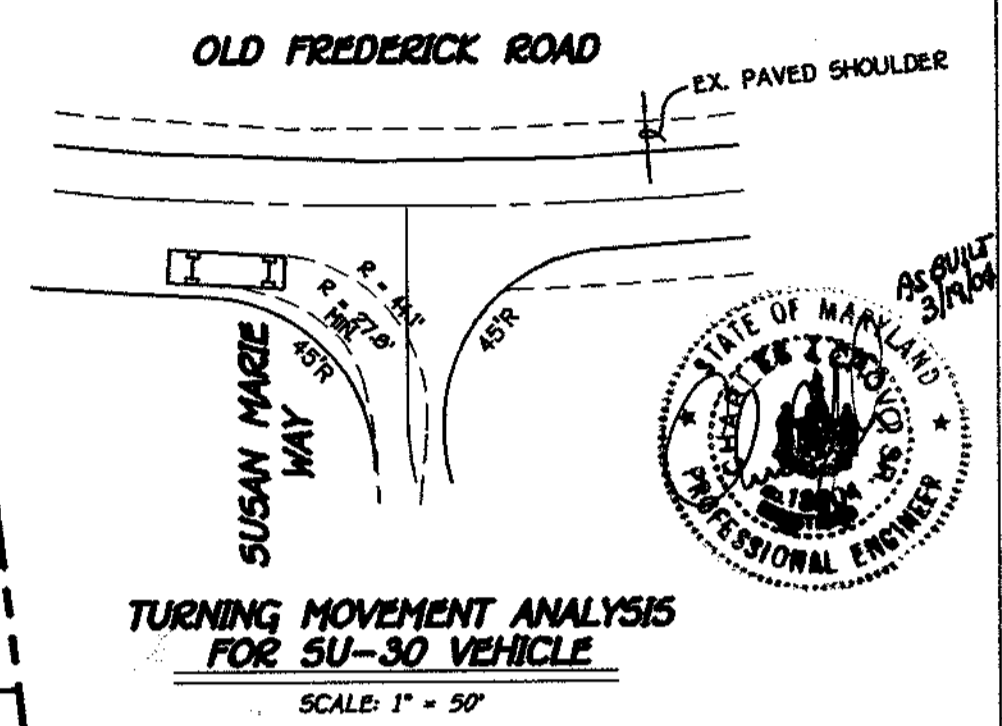 OLD FREDERICK ROAD
EX. PAVED SHOULDER
R = 44.1'
R = 27.8'
MIN.
45'R
45'R
SUSAN MARIE
WAY
AS BUILT
3/19/04
STATE OF MARYLAND
PROFESSIONAL ENGINEER
TURNING MOVEMENT ANALYSIS
FOR SU-30 VEHICLE
SCALE: 1" = 50'